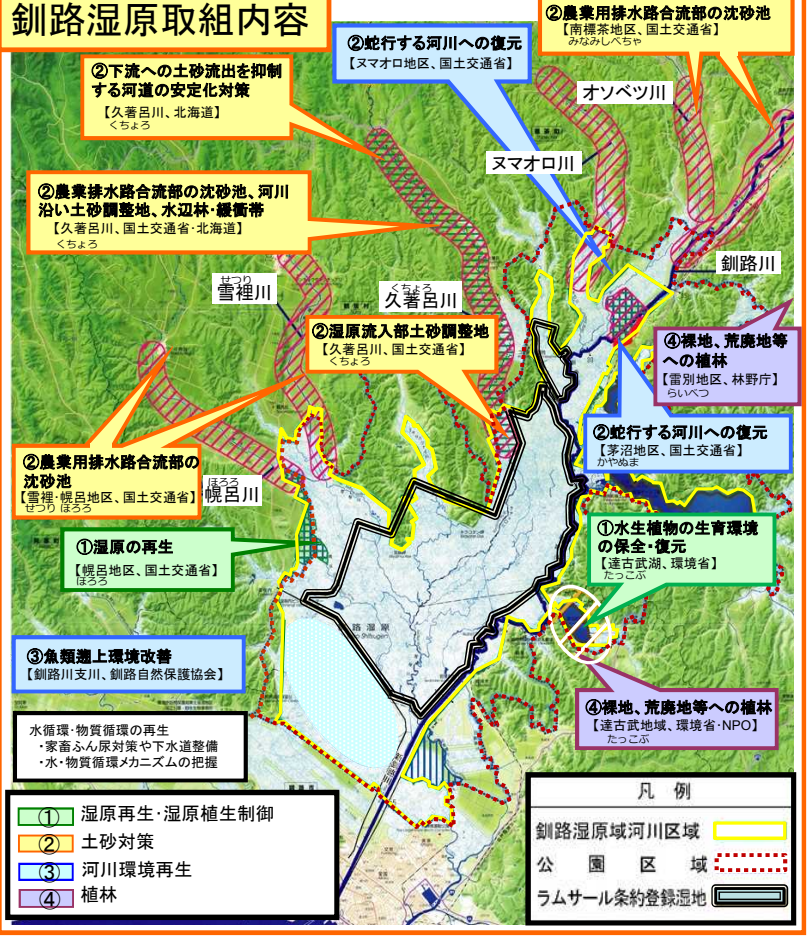 釧路湿原取組内容
②農業用排水路合流部の沈砂池
【南標茶地区、国土交通省】
みなみしべちゃ
②蛇行する河川への復元
【ヌマオロ地区、国土交通省】
②下流への土砂流出を抑制
する河道の安定化対策
【久著呂川、北海道】
くちょろ
オソベツ川
ヌマオロ川
②農業排水路合流部の沈砂池、河川
沿い土砂調整地、水辺林・緩衝帯
【久著呂川、国土交通省・北海道】
くちょろ
釧路川
せつり
雪裡川
くちょろ
久著呂川
②湿原流入部土砂調整地
【久著呂川、国土交通省】
くちょろ
④裸地、荒廃地等
への植林
【雷別地区、林野庁】
らいべつ
②蛇行する河川への復元
【茅沼地区、国土交通省】
かやぬま
②農業用排水路合流部の
沈砂池
【雪裡・幌呂地区、国土交通省】
せつり ほろろ
ほろろ
幌呂川
①湿原の再生
【幌呂地区、国土交通省】
ほろろ
①水生植物の生育環境
の保全・復元
【達古武湖、環境省】
たっこぶ
釧路湿原
③魚類遡上環境改善
【釧路川支川、釧路自然保護協会】
④裸地、荒廃地等への植林
【達古武地域、環境省・NPO】
たっこぶ
水循環・物質循環の再生
・家畜ふん尿対策や下水道整備
・水・物質循環メカニズムの把握
新釧路川
① 湿原再生・湿原植生制御
② 土砂対策
③ 河川環境再生
④ 植林
凡 例
釧路湿原域河川区域
公園区域
ラムサール条約登録湿地